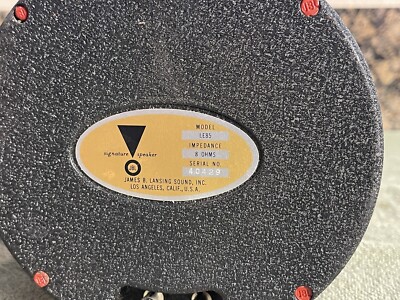 MODEL
LE85
IMPEDANCE
8 OHMS
SERIAL NO.
signature speaker
JAMES B. LANSING SOUND, INC.
LOS ANGELES, CALIF., U.S.A.